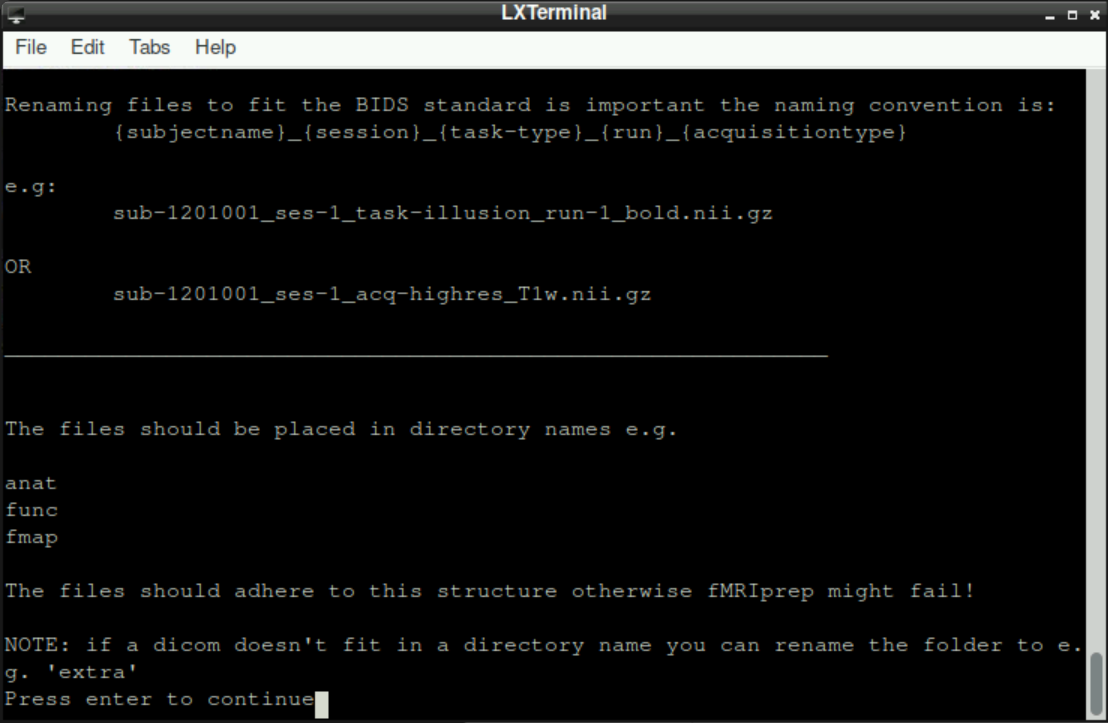 LXTerminal
File Edit Tabs Help
Renaming files to fit the BIDS standard is important the naming convention is:
{subjectname}_{session}_{task-type}_{run}_{acquisitiontype}
e.g:
sub-1201001_ses-1_task-illusion_run-1_bold.nii.gz
OR
sub-1201001_ses-1_acq-highres_T1w.nii.gz
The files should be placed in directory names e.g.
anat
func
fmap
The files should adhere to this structure otherwise fMRIprep might fail!
NOTE: if a dicom doesn't fit in a directory name you can rename the folder to e.
g. 'extra'
Press enter to continue